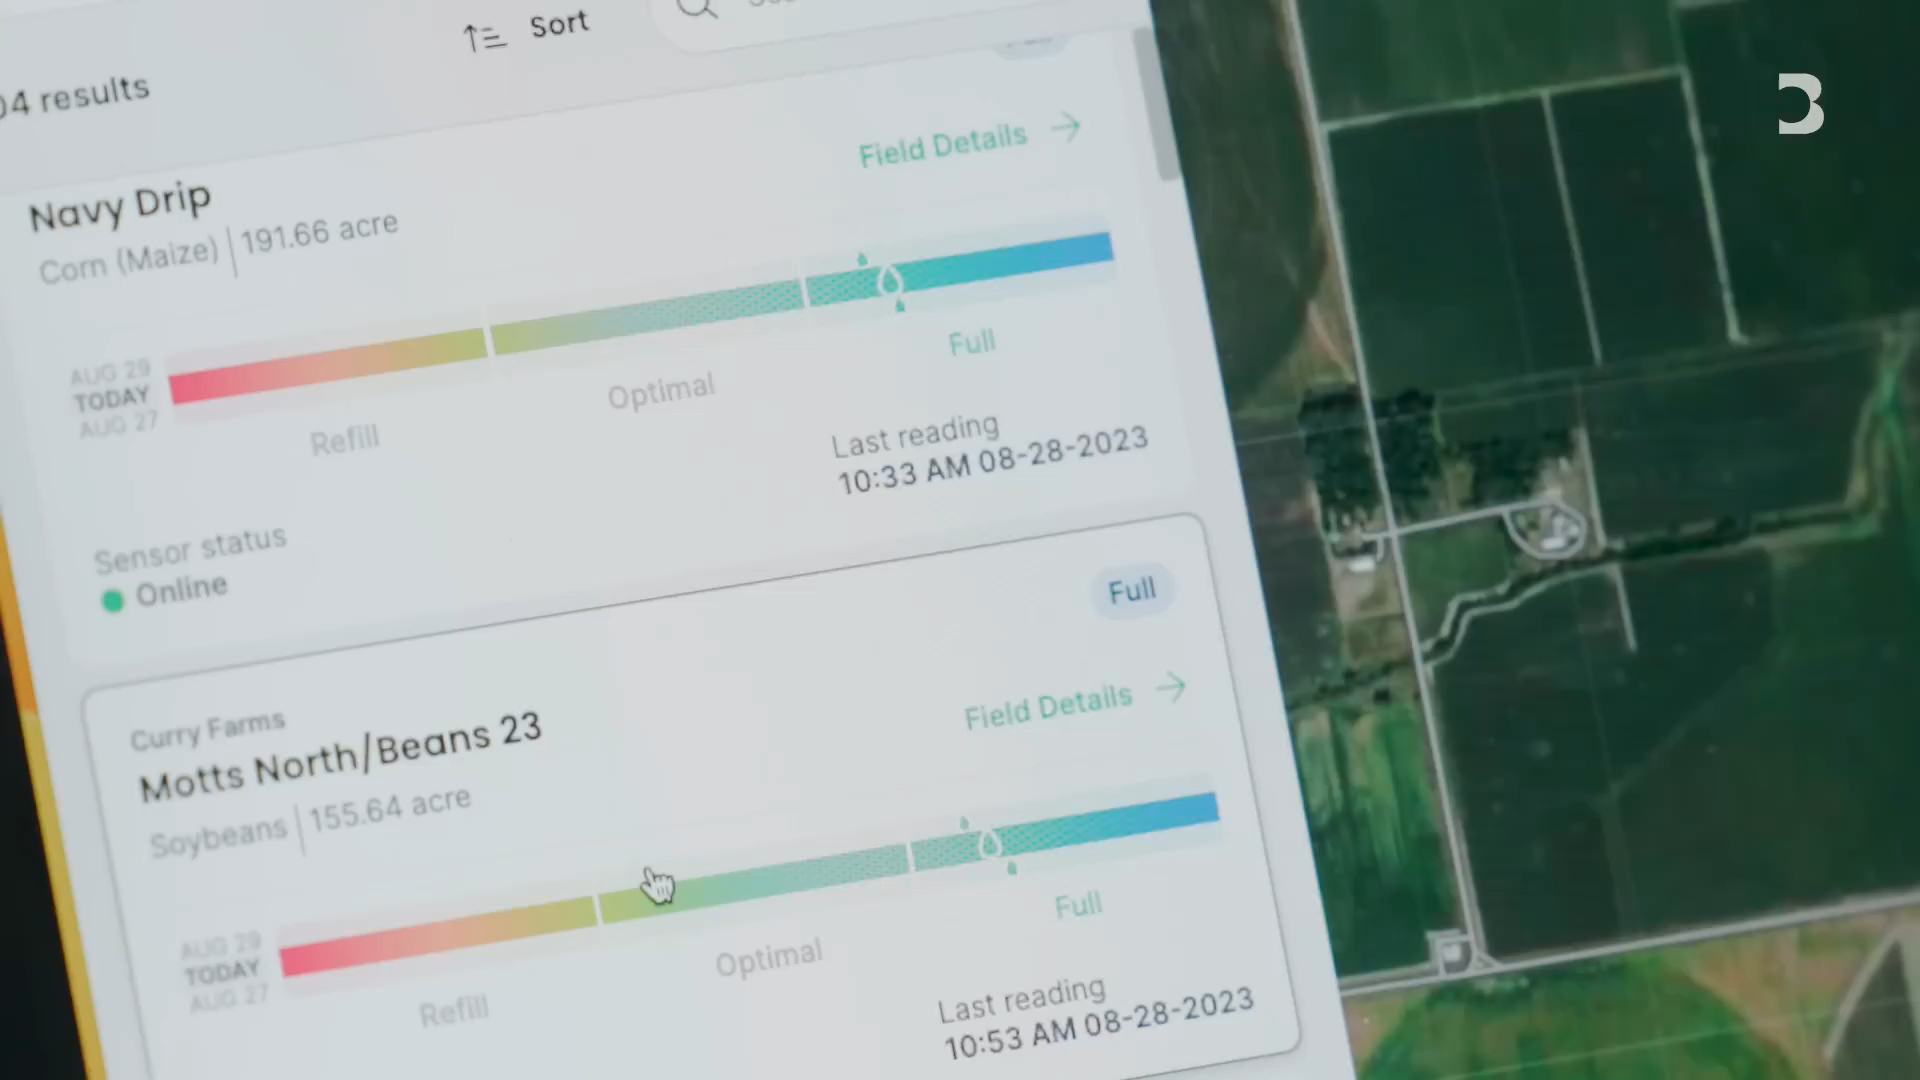 Sort
04 results
Field Details
Navy Drip
Corn (Maize) | 191.66 acre
AUG 29
TODAY
AUG 27
Refill
Optimal
Full
Last reading
10:33 AM 08-28-2023
Sensor status
Online
Full
Curry Farms
Motts North/Beans 23
Field Details
Soybeans | 155.64 acre
AUG 29
TODAY
AUG 27
Refill
Optimal
Full
Last reading
10:53 AM 08-28-2023
3